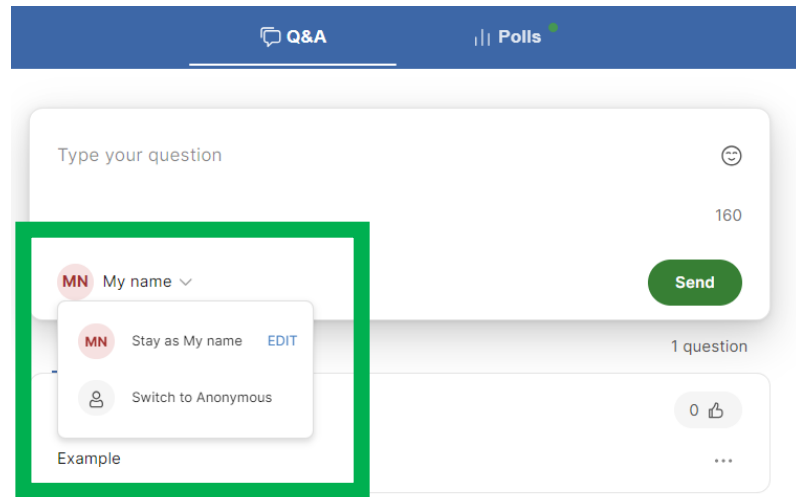 Q&A Polls
Type your question
160
MN My name
Send
MN Stay as My name EDIT
1 question
Switch to Anonymous
0
Example